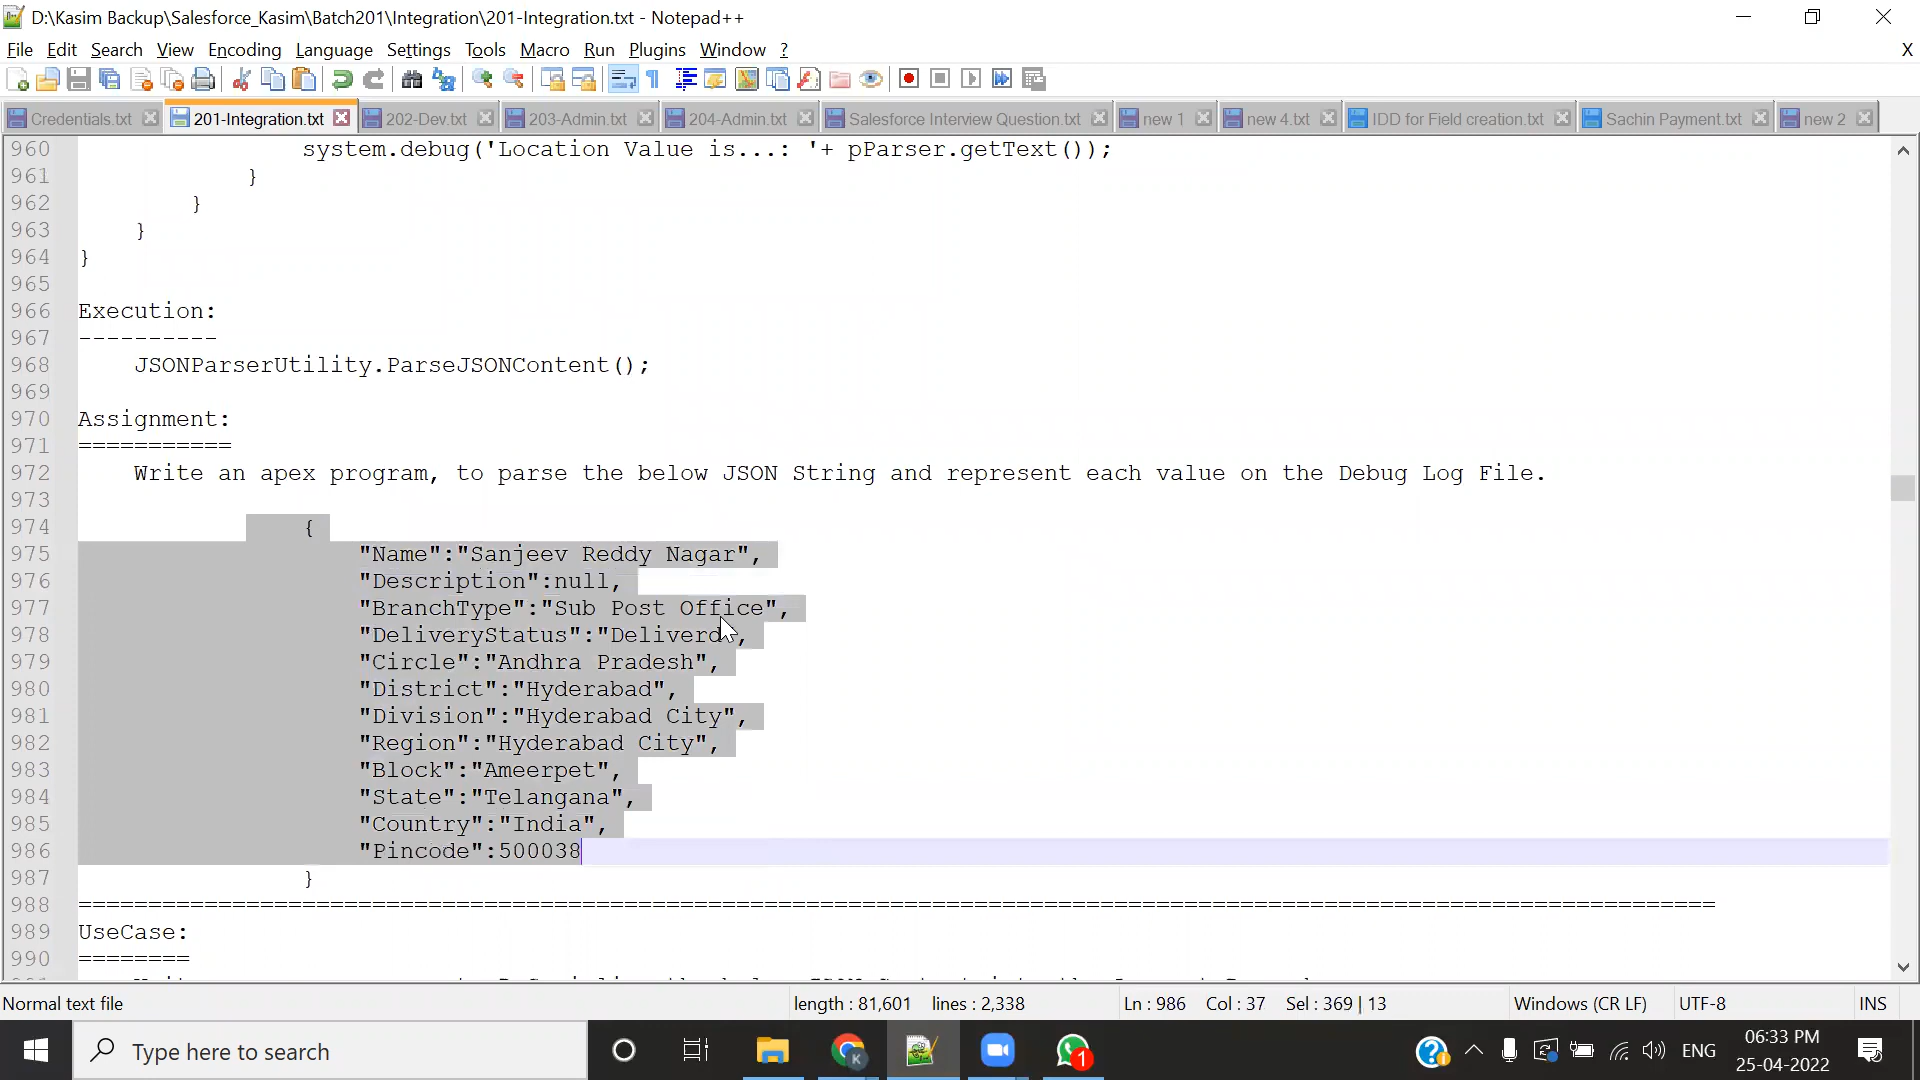 D:\Kasim Backup\Salesforce_Kasim\Batch201\Integration\201-Integration.txt - Notepad++
File Edit Search View Encoding Language Settings Tools Macro Run Plugins Window ? X
Credentials.txt 201-Integration.txt 202-Dev.txt 203-Admin.txt 204-Admin.txt Salesforce Interview Question.txt new 1 new 4.txt IDD for Field creation.txt Sachin Payment.txt new 2
960 system.debug('Location Value is...: '+ pParser.getText());
961 }
962 }
963 }
964 }
965
966 Execution:
967 ----------
968 JSONParserUtility.ParseJSONContent();
969
970 Assignment:
971 ===========
972 Write an apex program, to parse the below JSON String and represent each value on the Debug Log File.
973
974 {
975 "Name":"Sanjeev Reddy Nagar",
976 "Description":null,
977 "BranchType":"Sub Post Office",
978 "DeliveryStatus":"Deliverd",
979 "Circle":"Andhra Pradesh",
980 "District":"Hyderabad",
981 "Division":"Hyderabad City",
982 "Region":"Hyderabad City",
983 "Block":"Ameerpet",
984 "State":"Telangana",
985 "Country":"India",
986 "Pincode":500038
987 }
988 =====================================================================================================================
989 UseCase:
990 ========
Normal text file length : 81,601 lines : 2,338 Ln : 986 Col : 37 Sel : 369 | 13 Windows (CR LF) UTF-8 INS
Type here to search K 1 ENG 06:33 PM
25-04-2022